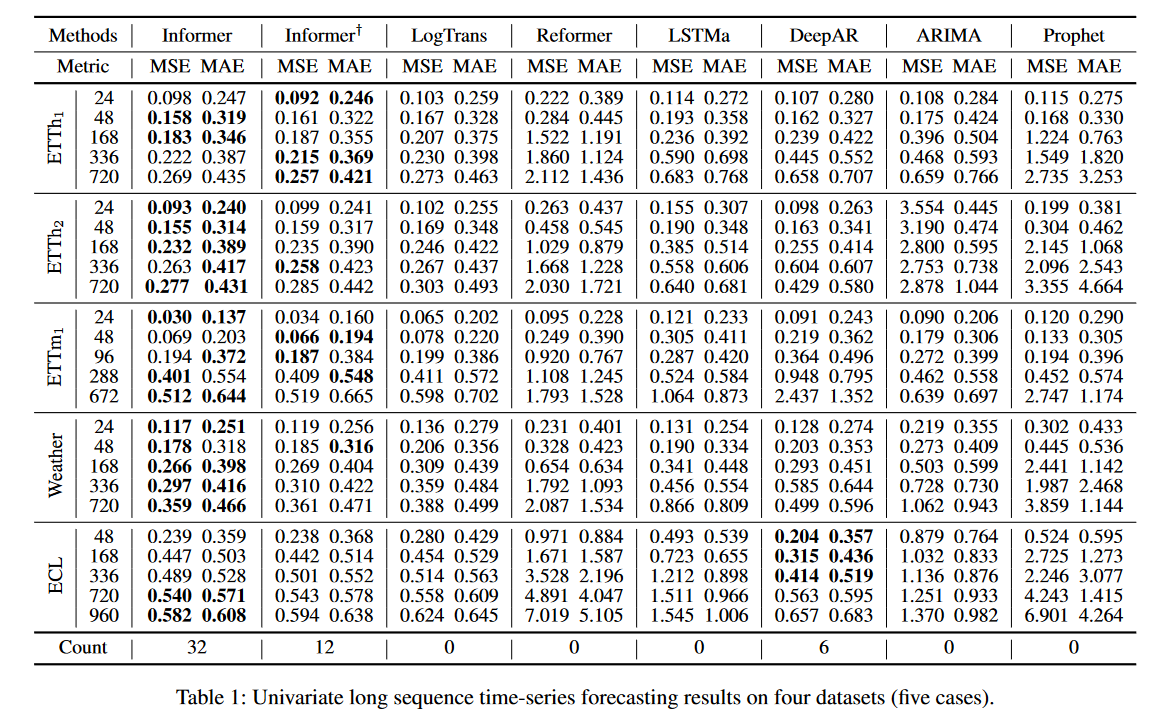 Methods Informer Informer† LogTrans Reformer LSTMa DeepAR ARIMA Prophet
Metric MSE MAE MSE MAE MSE MAE MSE MAE MSE MAE MSE MAE MSE MAE MSE MAE
ETTh₁
24 0.098 0.247 0.092 0.246 0.103 0.259 0.222 0.389 0.114 0.272 0.107 0.280 0.108 0.284 0.115 0.275
48 0.158 0.319 0.161 0.322 0.167 0.328 0.284 0.445 0.193 0.358 0.162 0.327 0.175 0.424 0.168 0.330
168 0.183 0.346 0.187 0.355 0.207 0.375 1.522 1.191 0.236 0.392 0.239 0.422 0.396 0.504 1.224 0.763
336 0.222 0.387 0.215 0.369 0.230 0.398 1.860 1.124 0.590 0.698 0.445 0.552 0.468 0.593 1.549 1.820
720 0.269 0.435 0.257 0.421 0.273 0.463 2.112 1.436 0.683 0.768 0.658 0.707 0.659 0.766 2.735 3.253
ETTh₂
24 0.093 0.240 0.099 0.241 0.102 0.255 0.263 0.437 0.155 0.307 0.098 0.263 3.554 0.445 0.199 0.381
48 0.155 0.314 0.159 0.317 0.169 0.348 0.458 0.545 0.190 0.348 0.163 0.341 3.190 0.474 0.304 0.462
168 0.232 0.389 0.235 0.390 0.246 0.422 1.029 0.879 0.385 0.514 0.255 0.414 2.800 0.595 2.145 1.068
336 0.263 0.417 0.258 0.423 0.267 0.437 1.668 1.228 0.558 0.606 0.604 0.607 2.753 0.738 2.096 2.543
720 0.277 0.431 0.285 0.442 0.303 0.493 2.030 1.721 0.640 0.681 0.429 0.580 2.878 1.044 3.355 4.664
ETTm₁
24 0.030 0.137 0.034 0.160 0.065 0.202 0.095 0.228 0.121 0.233 0.091 0.243 0.090 0.206 0.120 0.290
48 0.069 0.203 0.066 0.194 0.078 0.220 0.249 0.390 0.305 0.411 0.219 0.362 0.179 0.306 0.133 0.305
96 0.194 0.372 0.187 0.384 0.199 0.386 0.920 0.767 0.287 0.420 0.364 0.496 0.272 0.399 0.194 0.396
288 0.401 0.554 0.409 0.548 0.411 0.572 1.108 1.245 0.524 0.584 0.948 0.795 0.462 0.558 0.452 0.574
672 0.512 0.644 0.519 0.665 0.598 0.702 1.793 1.528 1.064 0.873 2.437 1.352 0.639 0.697 2.747 1.174
Weather
24 0.117 0.251 0.119 0.256 0.136 0.279 0.231 0.401 0.131 0.254 0.128 0.274 0.219 0.355 0.302 0.433
48 0.178 0.318 0.185 0.316 0.206 0.356 0.328 0.423 0.190 0.334 0.203 0.353 0.273 0.409 0.445 0.536
168 0.266 0.398 0.269 0.404 0.309 0.439 0.654 0.634 0.341 0.448 0.293 0.451 0.503 0.599 2.441 1.142
336 0.297 0.416 0.310 0.422 0.359 0.484 1.792 1.093 0.456 0.554 0.585 0.644 0.728 0.730 1.987 2.468
720 0.359 0.466 0.361 0.471 0.388 0.499 2.087 1.534 0.866 0.809 0.499 0.596 1.062 0.943 3.859 1.144
ECL
48 0.239 0.359 0.238 0.368 0.280 0.429 0.971 0.884 0.493 0.539 0.204 0.357 0.879 0.764 0.524 0.595
168 0.447 0.503 0.442 0.514 0.454 0.529 1.671 1.587 0.723 0.655 0.315 0.436 1.032 0.833 2.725 1.273
336 0.489 0.528 0.501 0.552 0.514 0.563 3.528 2.196 1.212 0.898 0.414 0.519 1.136 0.876 2.246 3.077
720 0.540 0.571 0.543 0.578 0.558 0.609 4.891 4.047 1.511 0.966 0.563 0.595 1.251 0.933 4.243 1.415
960 0.582 0.608 0.594 0.638 0.624 0.645 7.019 5.105 1.545 1.006 0.657 0.683 1.370 0.982 6.901 4.264
Count 32 12 0 0 0 6 0 0
Table 1: Univariate long sequence time-series forecasting results on four datasets (five cases).